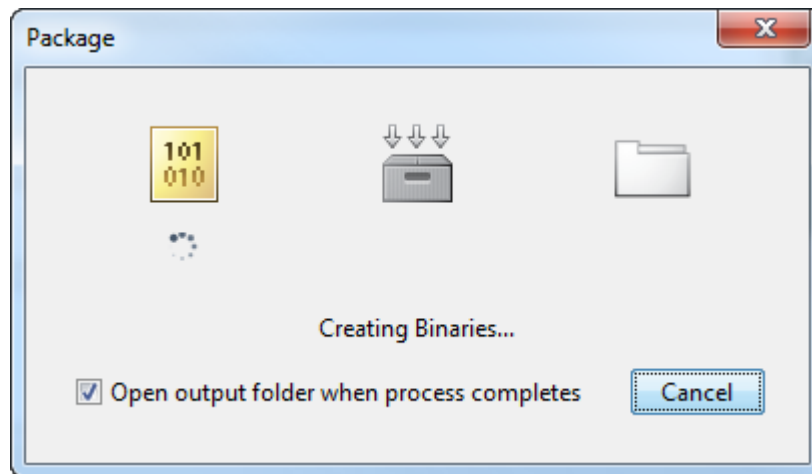 Package
101
010
Creating Binaries...
Open output folder when process completes
Cancel